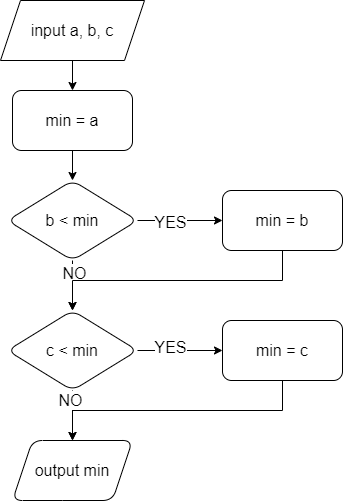 input a, b, c
min = a
b < min
YES
min = b
NO
c < min
YES
min = c
NO
output min